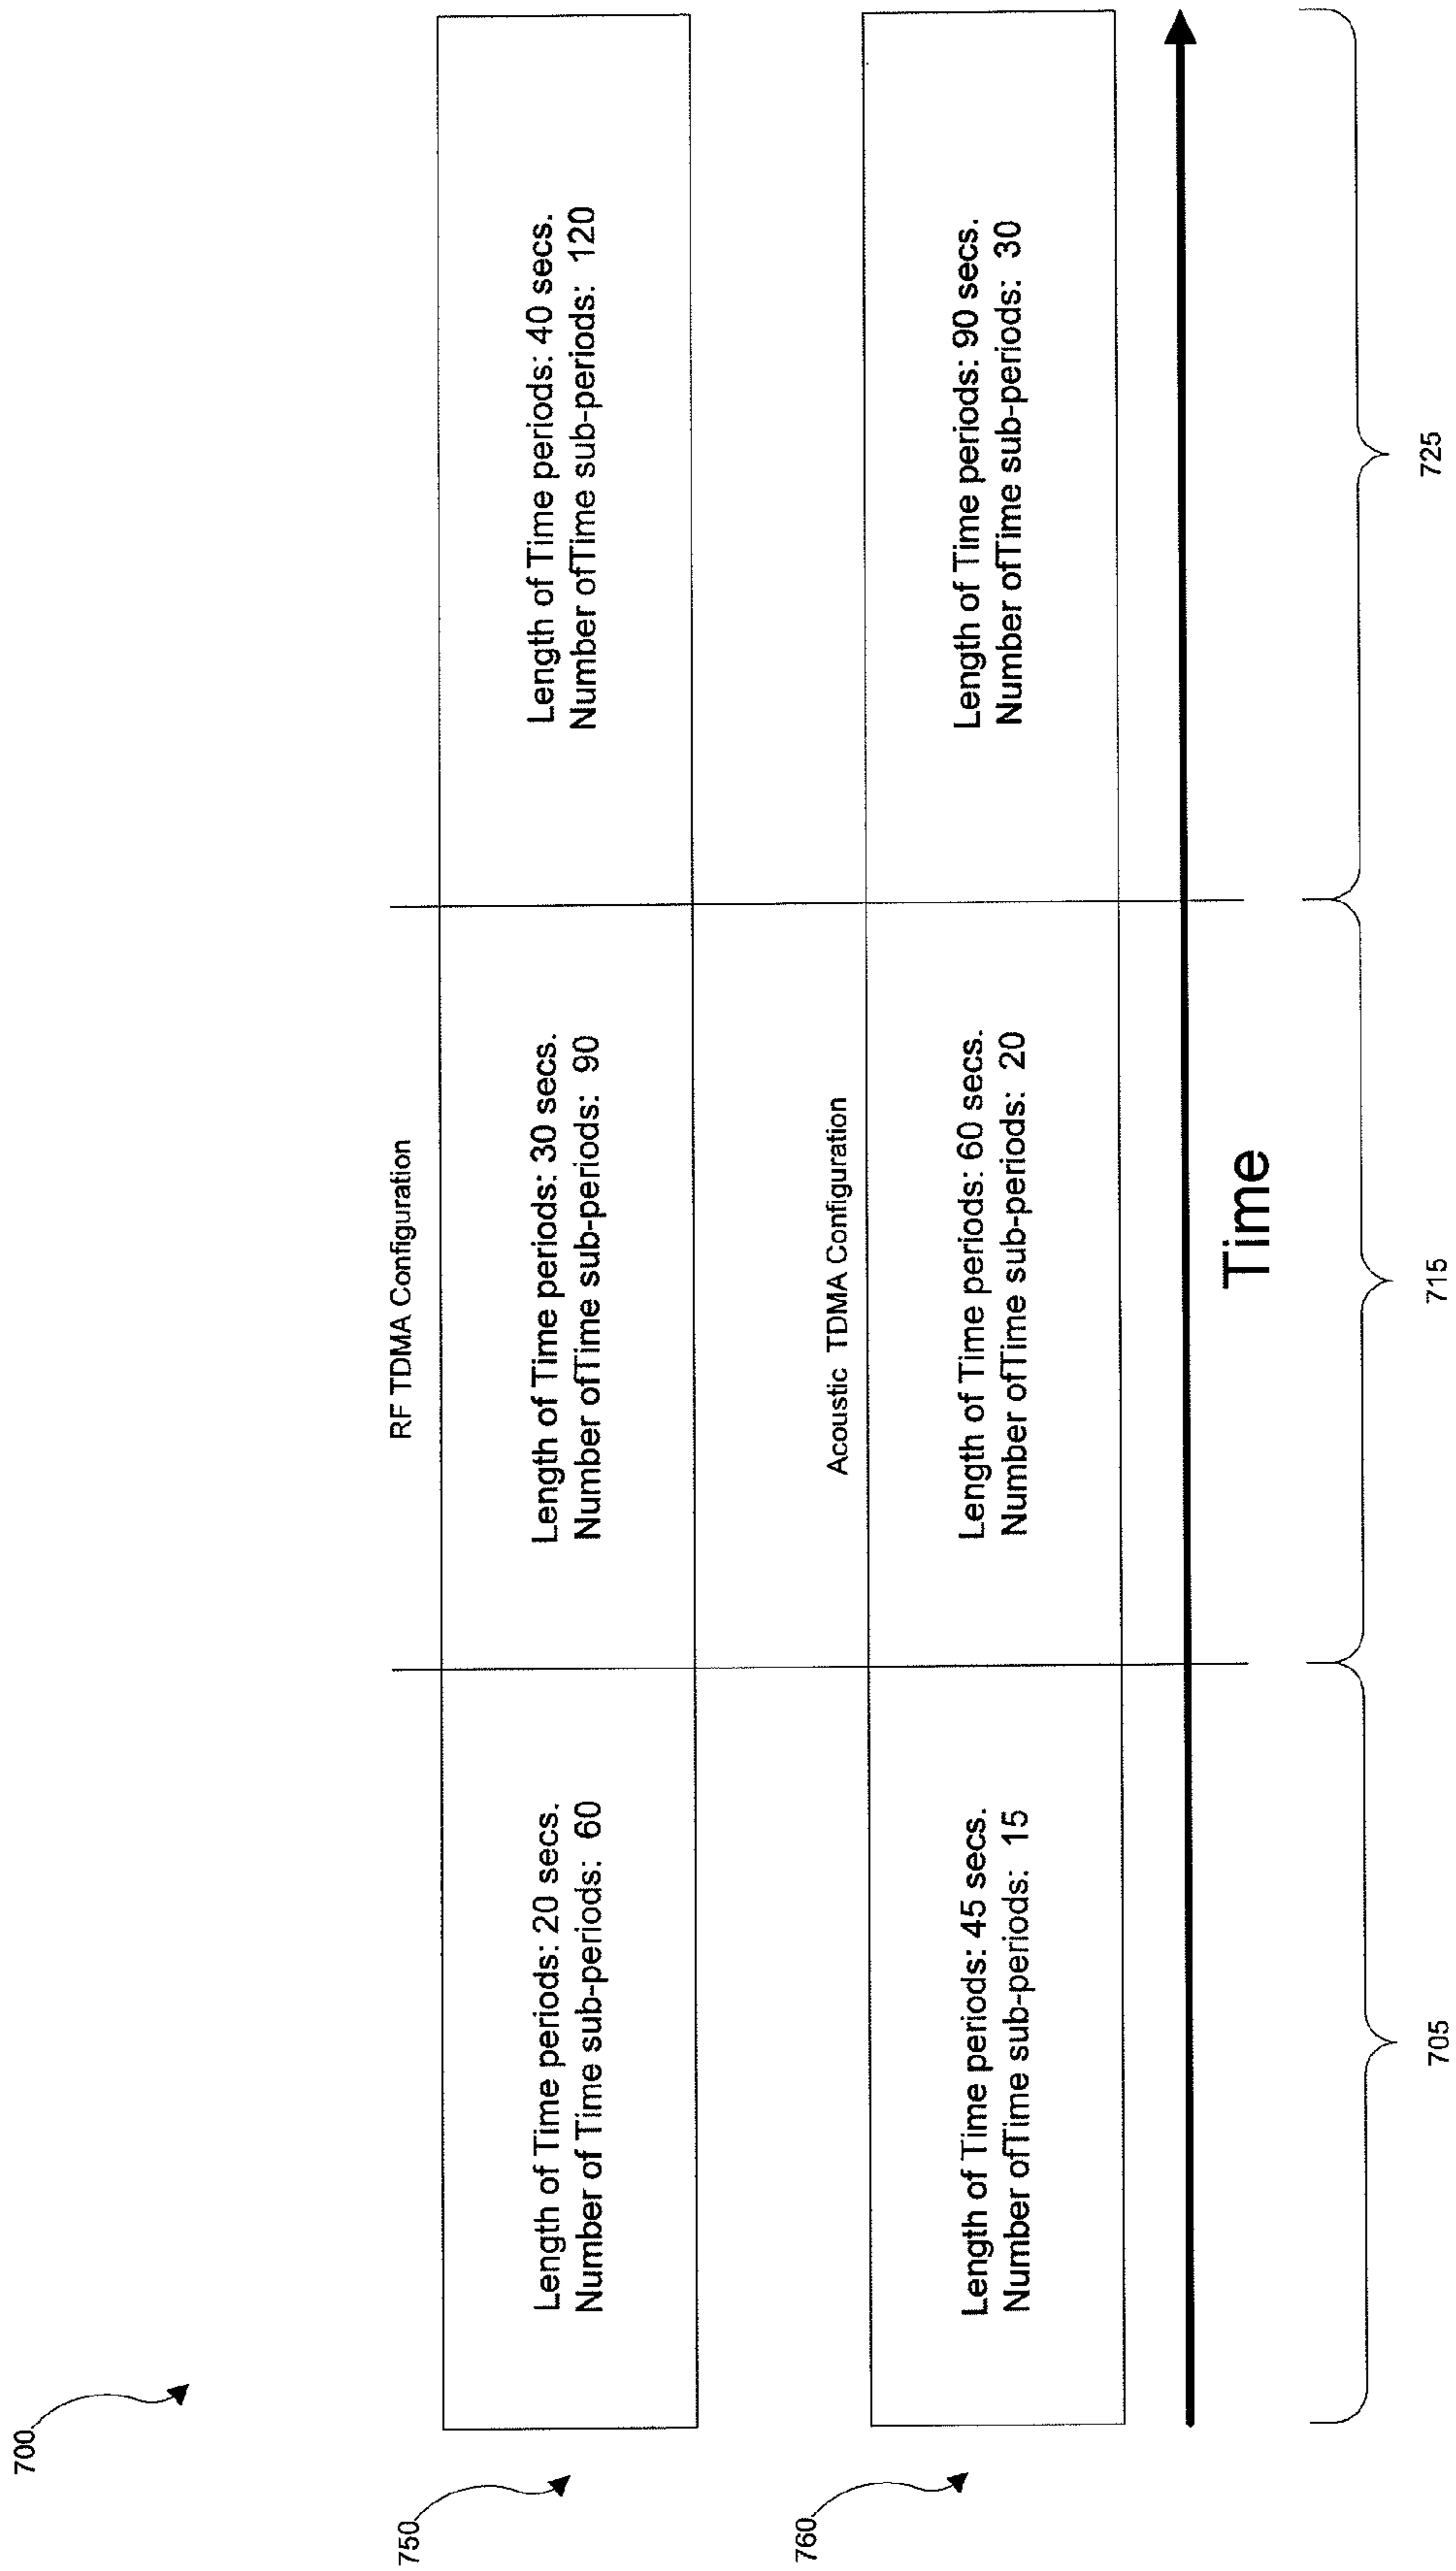 700
RF TDMA Configuration
750
Length of Time periods: 20 secs.
Number of Time sub-periods: 60
Length of Time periods: 30 secs.
Number ofTime sub-periods: 90
Length of Time periods: 40 secs.
Number ofTime sub-periods: 120
Acoustic TDMA Configuration
760
Length of Time periods: 45 secs.
Number ofTime sub-periods: 15
Length of Time periods: 60 secs.
Number ofTime sub-periods: 20
Length of Time periods: 90 secs.
Number ofTime sub-periods: 30
Time
705
715
725